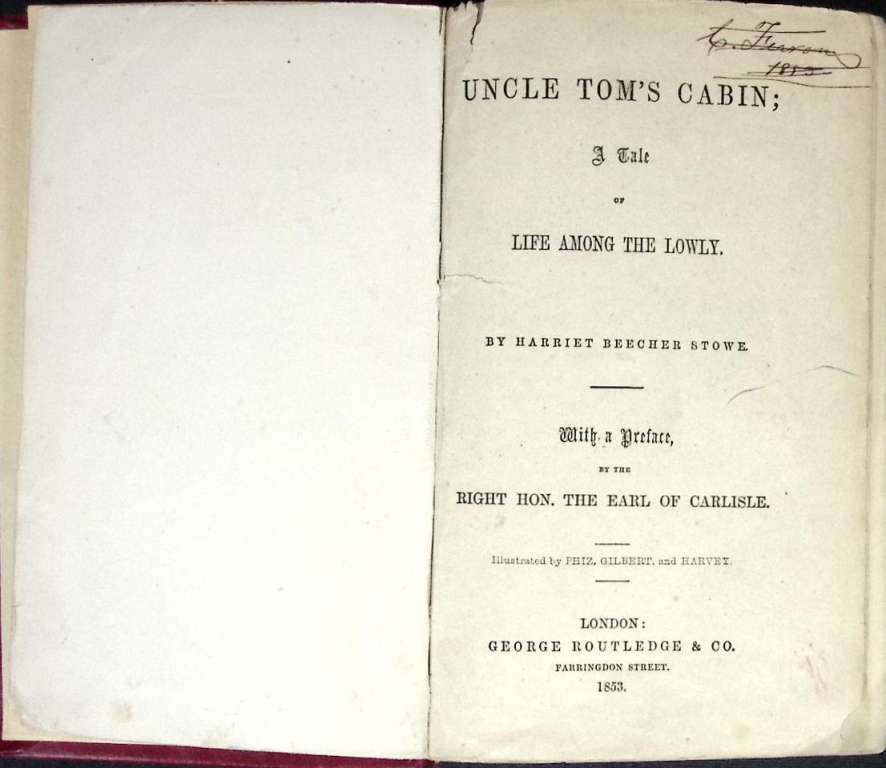 1853
UNCLE TOM'S CABIN;
A Tale
OF
LIFE AMONG THE LOWLY.
BY HARRIET BEECHER STOWE.
With a Preface,
BY THE
RIGHT HON. THE EARL OF CARLISLE.
Illustrated by PHIZ, GILBERT, and HARVEY.
LONDON:
GEORGE ROUTLEDGE & CO.
FARRINGDON STREET.
1853.